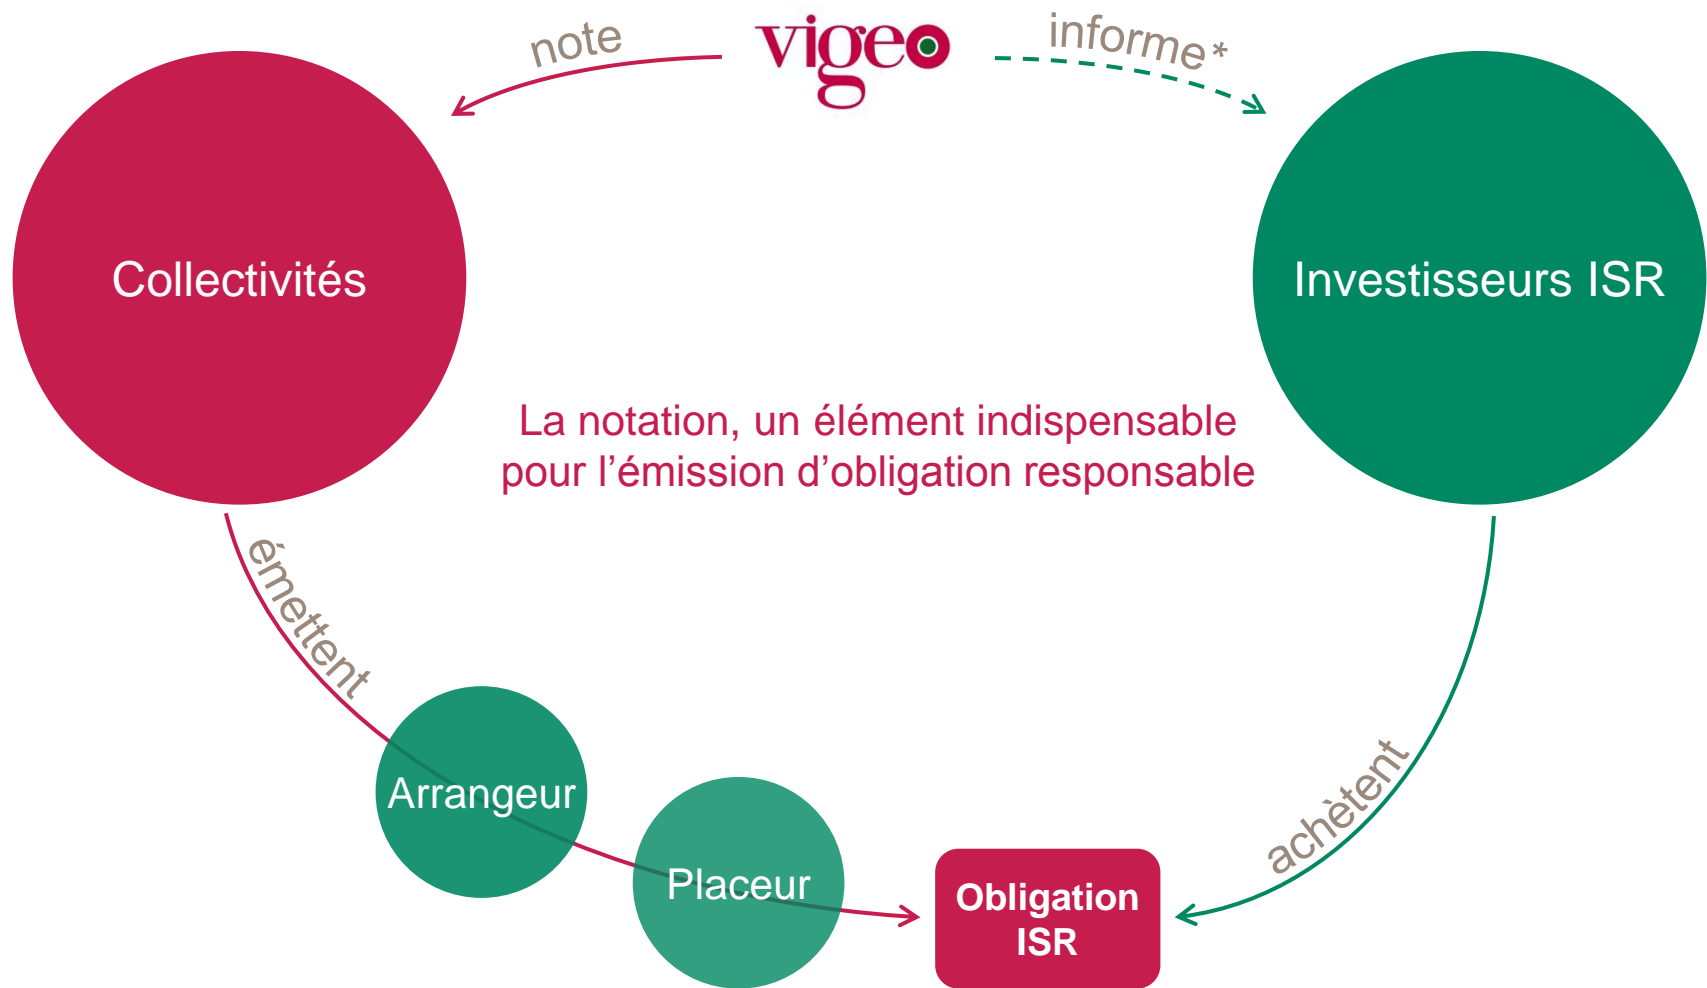 note
vigeo
informe*
Collectivités
Investisseurs ISR
La notation, un élément indispensable
pour l’émission d’obligation responsable
émettent
Arrangeur
Placeur
achètent
Obligation
ISR